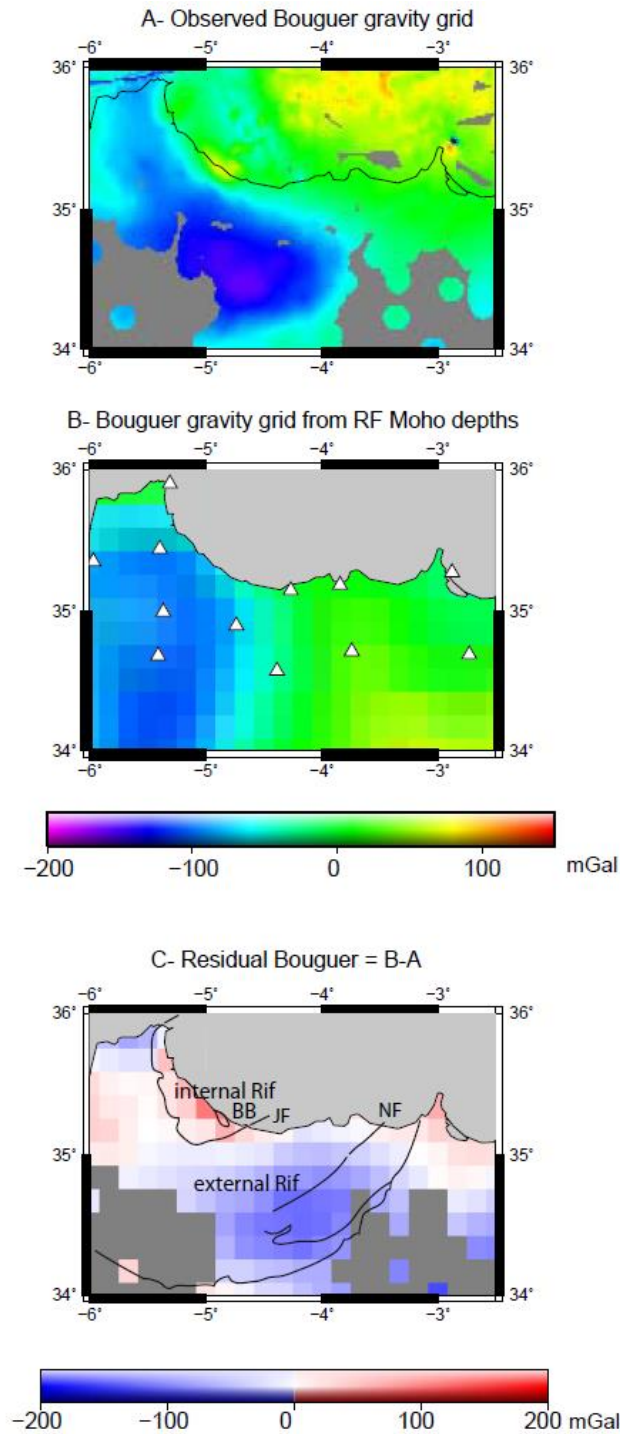 A- Observed Bouguer gravity grid
−6˚ −5˚ −4˚ −3˚
36˚ 36˚
35˚ 35˚
34˚ 34˚
−6˚ −5˚ −4˚ −3˚
B- Bouguer gravity grid from RF Moho depths
−6˚ −5˚ −4˚ −3˚
36˚ 36˚
35˚ 35˚
34˚ 34˚
−6˚ −5˚ −4˚ −3˚
−200 −100 0 100 mGal
C- Residual Bouguer = B-A
−6˚ −5˚ −4˚ −3˚
36˚ 36˚
internal Rif
BB JF NF
35˚ 35˚
external Rif
34˚ 34˚
−6˚ −5˚ −4˚ −3˚
−200 −100 0 100 200 mGal